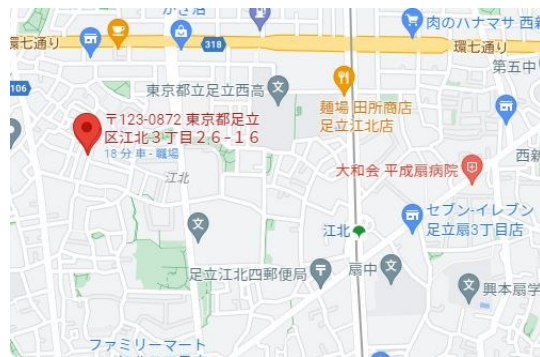 かき沼
肉のハナマサ 西新
環七通り
318
環七通り
第五中
106
東京都立足立西高
麺場 田所商店
足立江北店
〒123-0872 東京都足立
区江北3丁目26-16
18 分 車 - 職場
江北
大和会 平成扇病院
西新
セブン-イレブン
足立扇3丁目店
江北
足立江北四郵便局
扇中
興本扇学
ファミリーマート